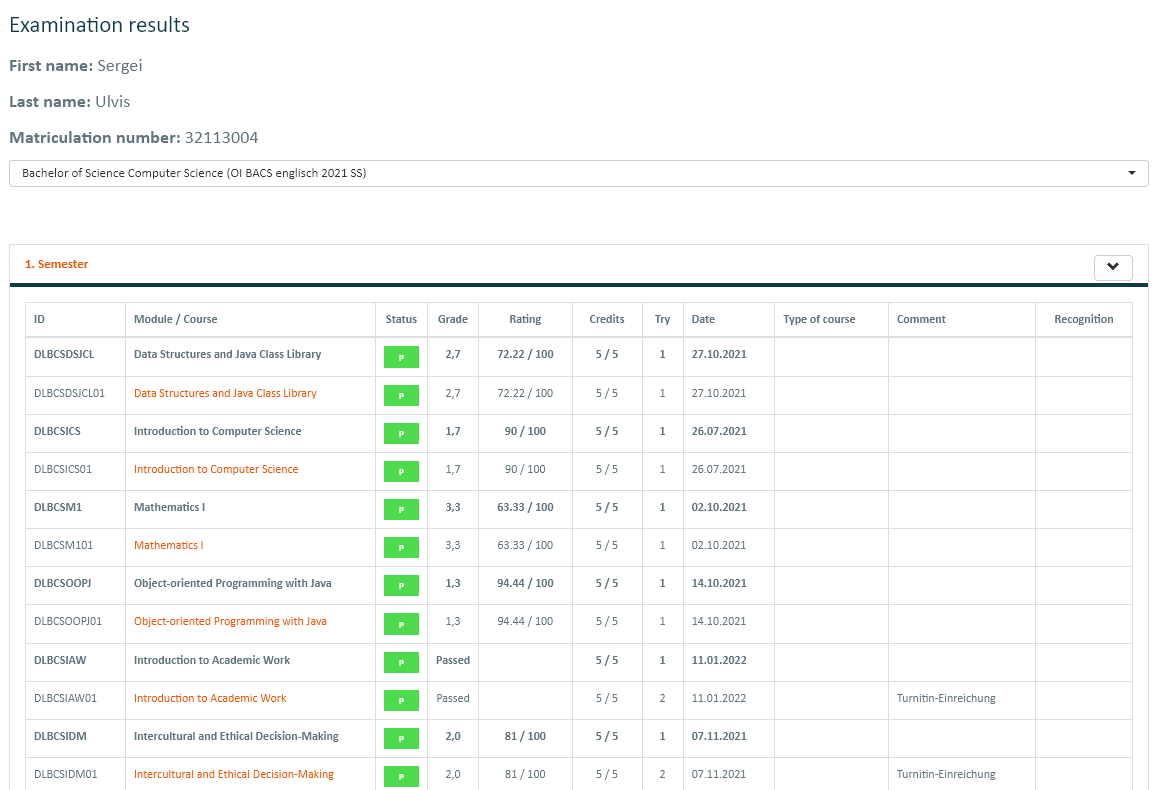 Examination results
First name: Sergei
Last name: Ulvis
Matriculation number: 32113004
Bachelor of Science Computer Science (OI BACS englisch 2021 SS)
1. Semester
ID Module / Course Status Grade Rating Credits Try Date Type of course Comment Recognition
DLBCSDSJCL Data Structures and Java Class Library P 2,7 72.22 / 100 5 / 5 1 27.10.2021
DLBCSDSJCL01 Data Structures and Java Class Library P 2,7 72.22 / 100 5 / 5 1 27.10.2021
DLBCSICS Introduction to Computer Science P 1,7 90 / 100 5 / 5 1 26.07.2021
DLBCSICS01 Introduction to Computer Science P 1,7 90 / 100 5 / 5 1 26.07.2021
DLBCSM1 Mathematics I P 3,3 63.33 / 100 5 / 5 1 02.10.2021
DLBCSM101 Mathematics I P 3,3 63.33 / 100 5 / 5 1 02.10.2021
DLBCSOOPJ Object-oriented Programming with Java P 1,3 94.44 / 100 5 / 5 1 14.10.2021
DLBCSOOPJ01 Object-oriented Programming with Java P 1,3 94.44 / 100 5 / 5 1 14.10.2021
DLBCSIAW Introduction to Academic Work P Passed 5 / 5 1 11.01.2022
DLBCSIAW01 Introduction to Academic Work P Passed 5 / 5 2 11.01.2022 Turnitin-Einreichung
DLBCSIDM Intercultural and Ethical Decision-Making P 2,0 81 / 100 5 / 5 1 07.11.2021
DLBCSIDM01 Intercultural and Ethical Decision-Making P 2,0 81 / 100 5 / 5 2 07.11.2021 Turnitin-Einreichung